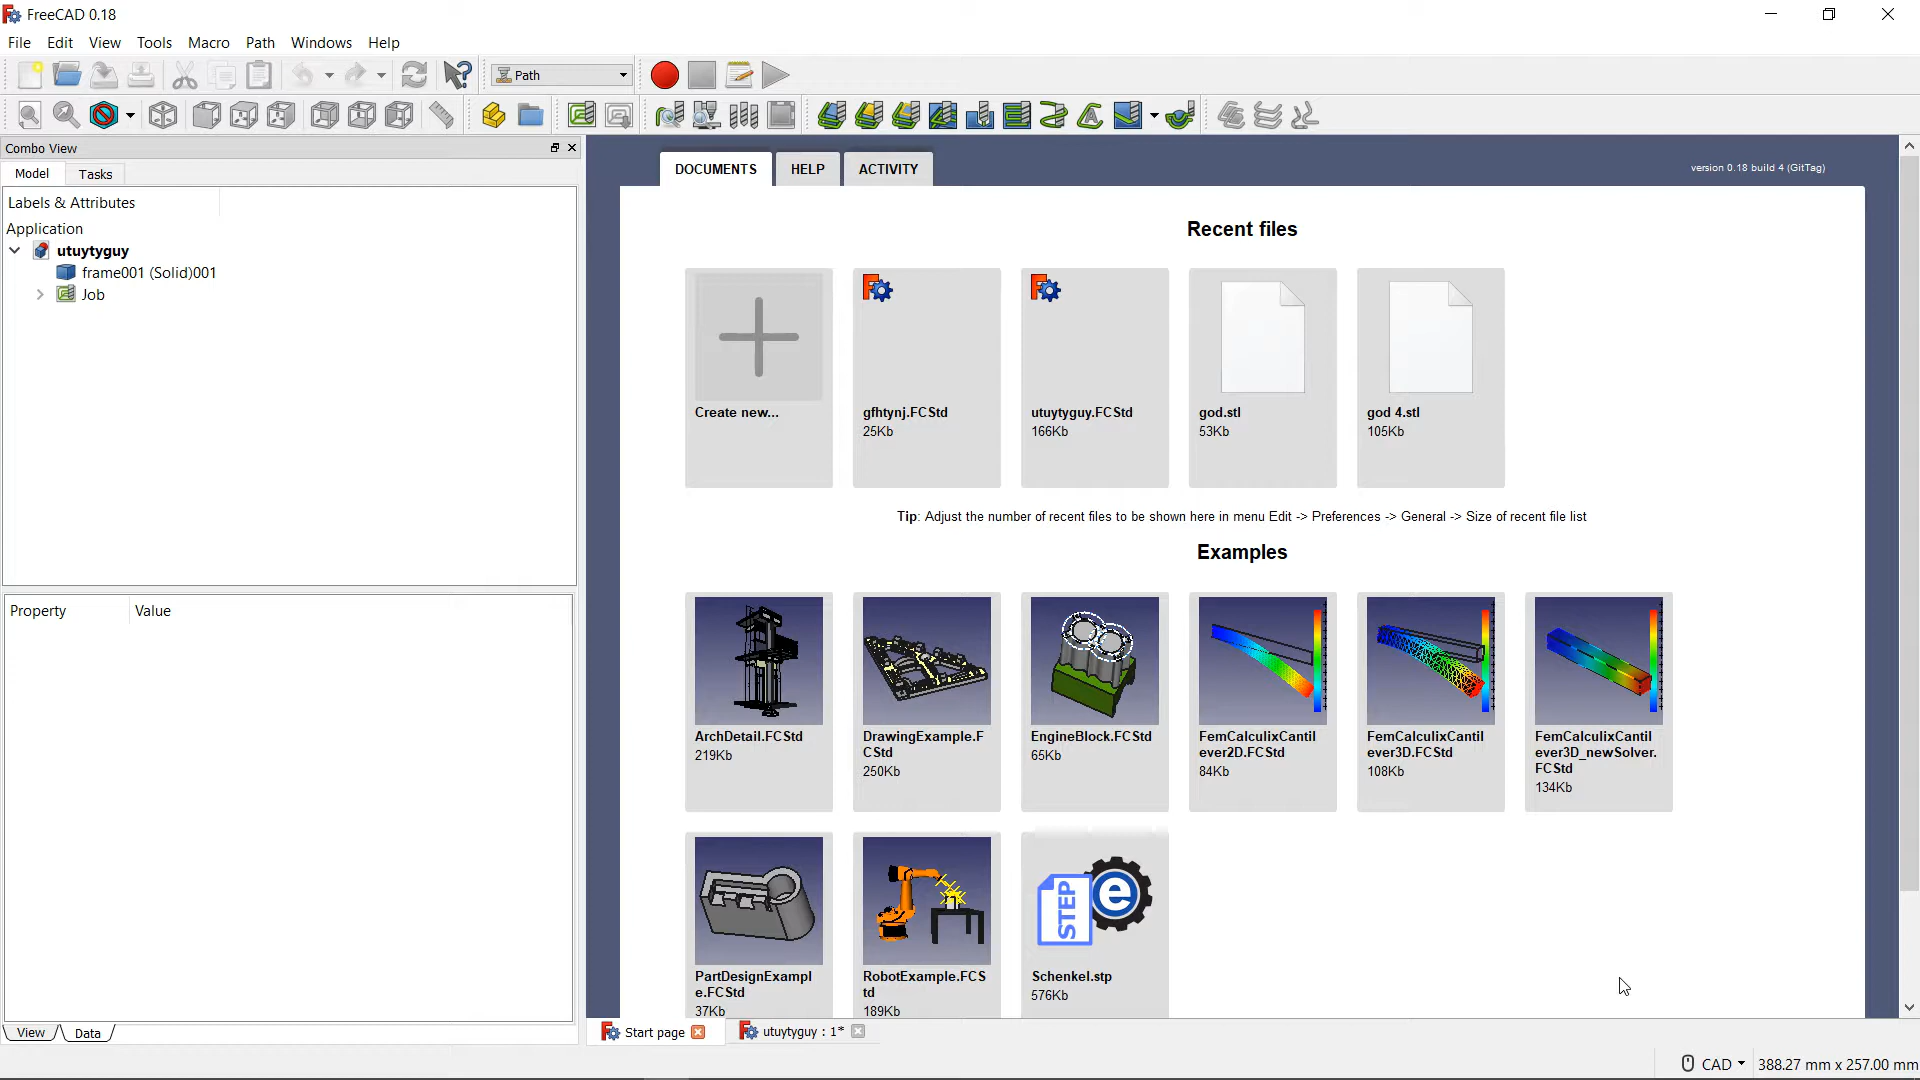 FreeCAD 0.18
File Edit View Tools Macro Path Windows Help
Path
Combo View
Model Tasks
Labels & Attributes
Application
utuytyguy
frame001 (Solid)001
Job
Property Value
View Data
DOCUMENTS HELP ACTIVITY
version 0.18 build 4 (GitTag)
Recent files
Create new...
gfhtynj.FCStd
25Kb
utuytyguy.FCStd
166Kb
god.stl
53Kb
god 4.stl
105Kb
Tip: Adjust the number of recent files to be shown here in menu Edit -> Preferences -> General -> Size of recent file list
Examples
ArchDetail.FCStd
219Kb
DrawingExample.F
CStd
250Kb
EngineBlock.FCStd
65Kb
FemCalculixCantil
ever2D.FCStd
84Kb
FemCalculixCantil
ever3D.FCStd
108Kb
FemCalculixCantil
ever3D_newSolver.
FCStd
134Kb
PartDesignExampl
e.FCStd
37Kb
RobotExample.FCS
td
189Kb
STEP
e
Schenkel.stp
576Kb
Start page
utuytyguy : 1*
CAD
388.27 mm x 257.00 mm